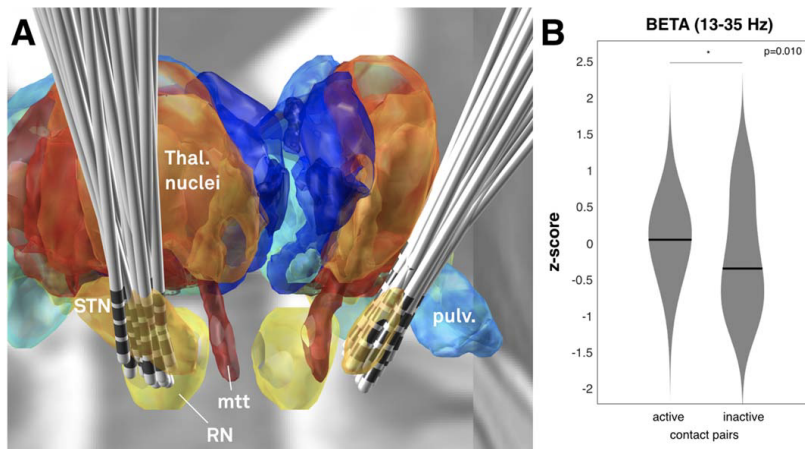 A
Thal.
nuclei
STN
pulv.
mtt
RN
B
BETA (13-35 Hz)
p=0.010
*
2.5
2
1.5
1
0.5
0
-0.5
-1
-1.5
-2
z-score
active inactive
contact pairs